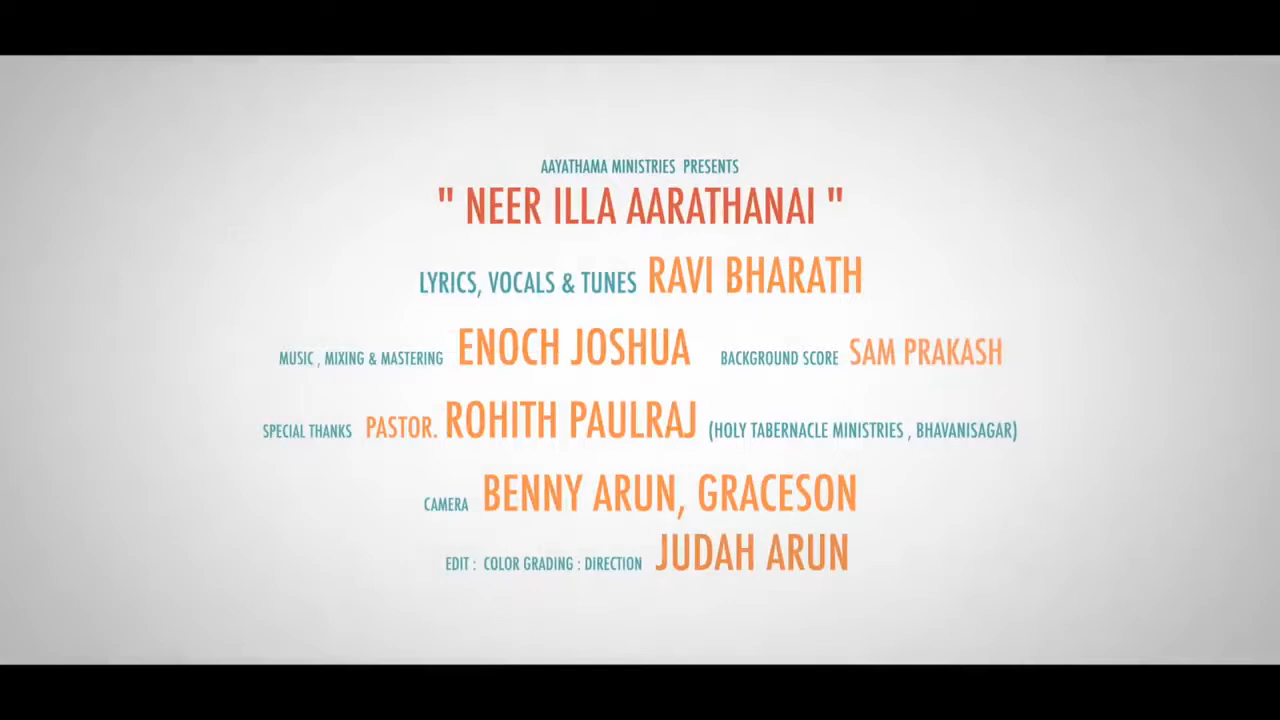 AAYATHAMA MINISTRIES PRESENTS
" NEER ILLA AARATHANAI "
LYRICS, VOCALS & TUNES RAVI BHARATH
MUSIC , MIXING & MASTERING ENOCH JOSHUA BACKGROUND SCORE SAM PRAKASH
SPECIAL THANKS PASTOR. ROHITH PAULRAJ (HOLY TABERNACLE MINISTRIES , BHAVANISAGAR)
CAMERA BENNY ARUN, GRACESON
EDIT : COLOR GRADING : DIRECTION JUDAH ARUN